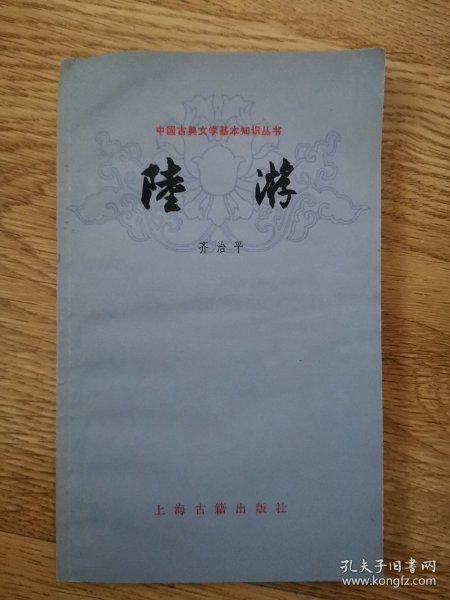 中国古典文学基本知识丛书
陸游
齐治平
上海古籍出版社
孔夫子旧书网
www.kongfz.com